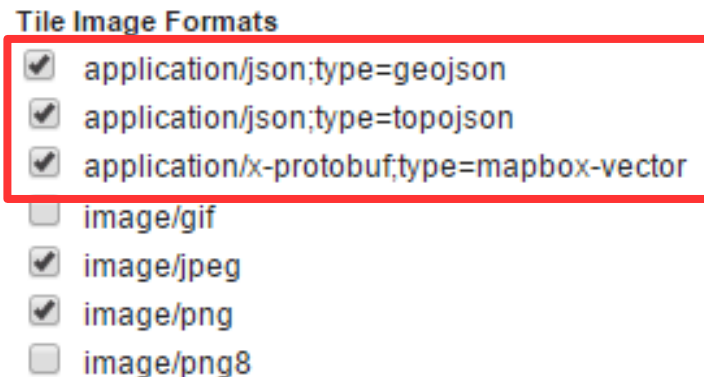 Tile Image Formats
application/json;type=geojson
application/json;type=topojson
application/x-protobuf;type=mapbox-vector
image/gif
image/jpeg
image/png
image/png8